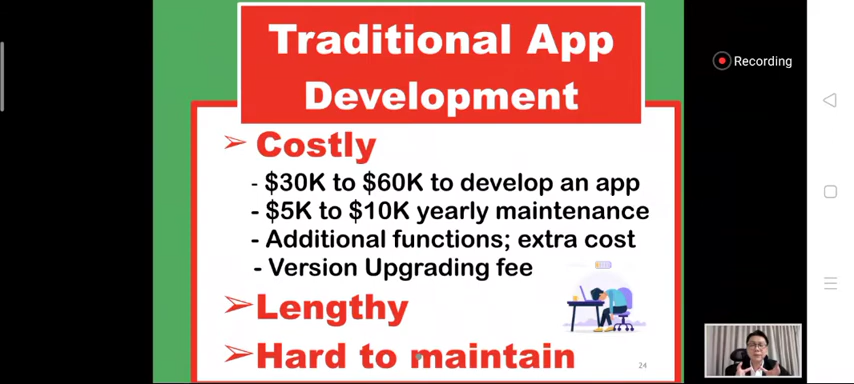 Traditional App
Development
Recording
➢ Costly
- $30K to $60K to develop an app
- $5K to $10K yearly maintenance
- Additional functions; extra cost
- Version Upgrading fee
➢ Lengthy
➢ Hard to maintain
24